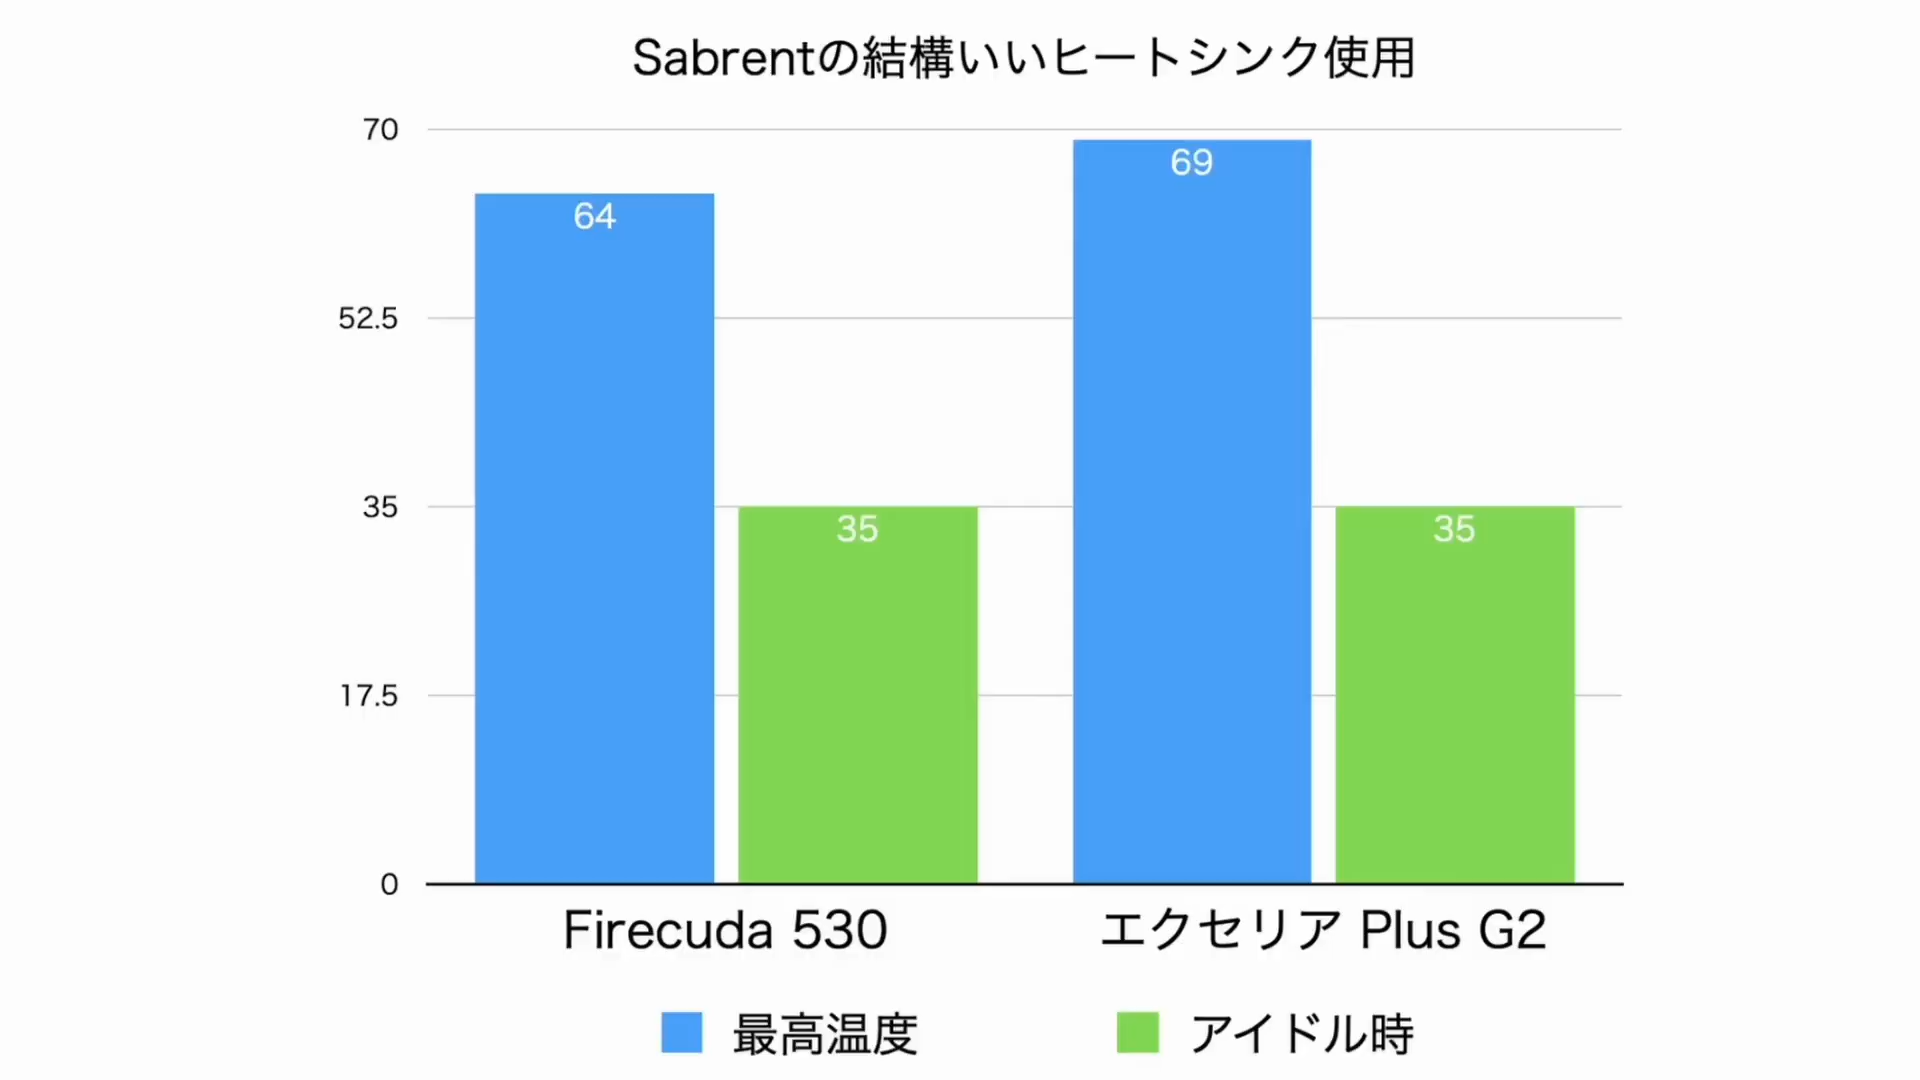 Sabrentの結構いいヒートシンク使用
70
69
64
52.5
35
35
35
17.5
0
Firecuda 530
エクセリア Plus G2
最高温度
アイドル時